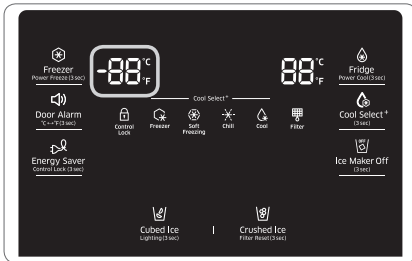 Freezer
Power Freeze (3 sec)
-88 °C °F
88 °C °F
Fridge
Power Cool (3 sec)
Cool Select+
Door Alarm
°C↔°F (3 sec)
Control Lock
Freezer
Soft Freezing
Chill
Cool
Filter
Cool Select+
(3 sec)
Energy Saver
Control Lock (3 sec)
OFF
Ice Maker Off
(3 sec)
Cubed Ice
Lighting (3 sec)
Crushed Ice
Filter Reset (3 sec)